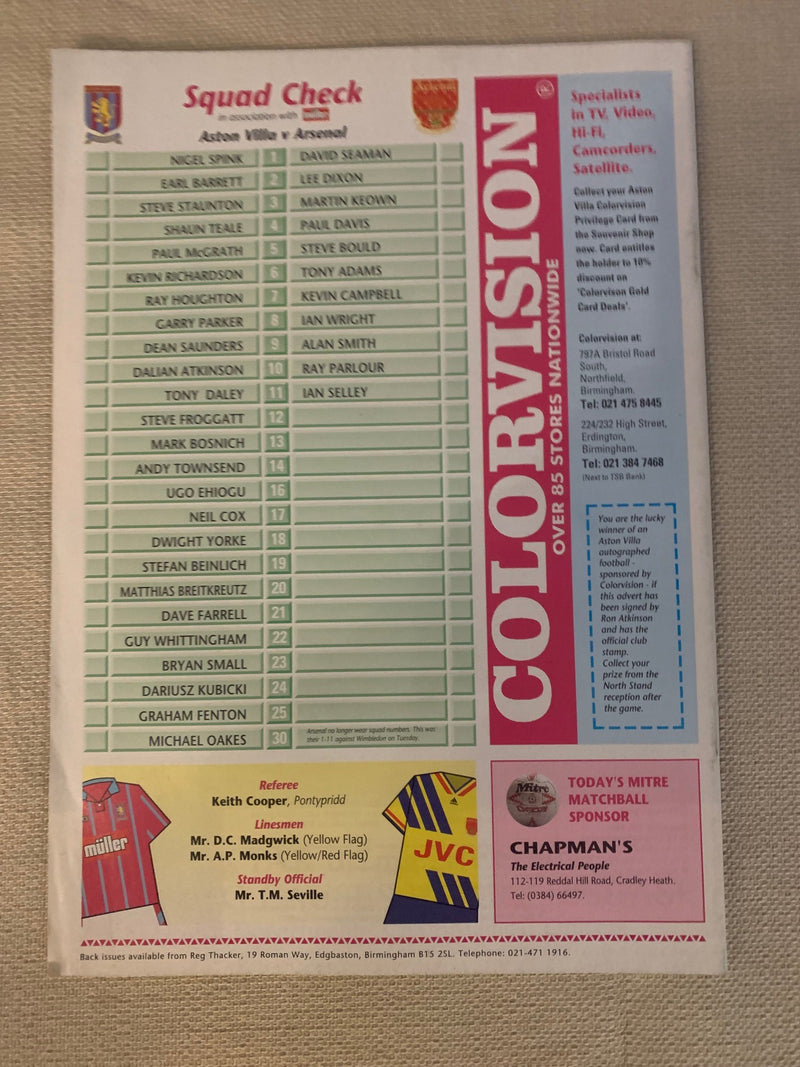 Squad Check
in association with
Aston Villa v Arsenal
NIGEL SPINK 1 DAVID SEAMAN
EARL BARRETT 2 LEE DIXON
STEVE STAUNTON 3 MARTIN KEOWN
SHAUN TEALE 4 PAUL DAVIS
PAUL McGRATH 5 STEVE BOULD
KEVIN RICHARDSON 6 TONY ADAMS
RAY HOUGHTON 7 KEVIN CAMPBELL
GARRY PARKER 8 IAN WRIGHT
DEAN SAUNDERS 9 ALAN SMITH
DALIAN ATKINSON 10 RAY PARLOUR
TONY DALEY 11 IAN SELLEY
STEVE FROGGATT 12
MARK BOSNICH 13
ANDY TOWNSEND 14
UGO EHIOGU 16
NEIL COX 17
DWIGHT YORKE 18
STEFAN BEINLICH 19
MATTHIAS BREITKREUTZ 20
DAVE FARRELL 21
GUY WHITTINGHAM 22
BRYAN SMALL 23
DARIUSZ KUBICKI 24
GRAHAM FENTON 25
MICHAEL OAKES 30
Arsenal no longer wear squad numbers. This was
their 1-11 against Wimbledon on Tuesday.
COLORVISION
OVER 85 STORES NATIONWIDE
Specialists
in TV, Video,
Hi-Fi,
Camcorders,
Satellite.
Collect your Aston
Villa Colorvision
Privilege Card from
the Souvenir Shop
now. Card entitles
the holder to 10%
discount on
'Colorvison Gold
Card Deals'.
Colorvision at:
797A Bristol Road
South,
Northfield,
Birmingham.
Tel: 021 475 8445
224/232 High Street,
Erdington,
Birmingham.
Tel: 021 384 7468
(Next to TSB Bank)
You are the lucky
winner of an
Aston Villa
autographed
football -
sponsored by
Colorvision - if
this advert has
been signed by
Ron Atkinson
and has the
official club
stamp.
Collect your
prize from the
North Stand
reception after
the game.
müller
Referee
Keith Cooper, Pontypridd
Linesmen
Mr. D.C. Madgwick (Yellow Flag)
Mr. A.P. Monks (Yellow/Red Flag)
Standby Official
Mr. T.M. Seville
JVC
Mitre
TODAY'S MITRE
MATCHBALL
SPONSOR
CHAPMAN'S
The Electrical People
112-119 Reddal Hill Road, Cradley Heath.
Tel: (0384) 66497.
Back issues available from Reg Thacker, 19 Roman Way, Edgbaston, Birmingham B15 2SL. Telephone: 021-471 1916.